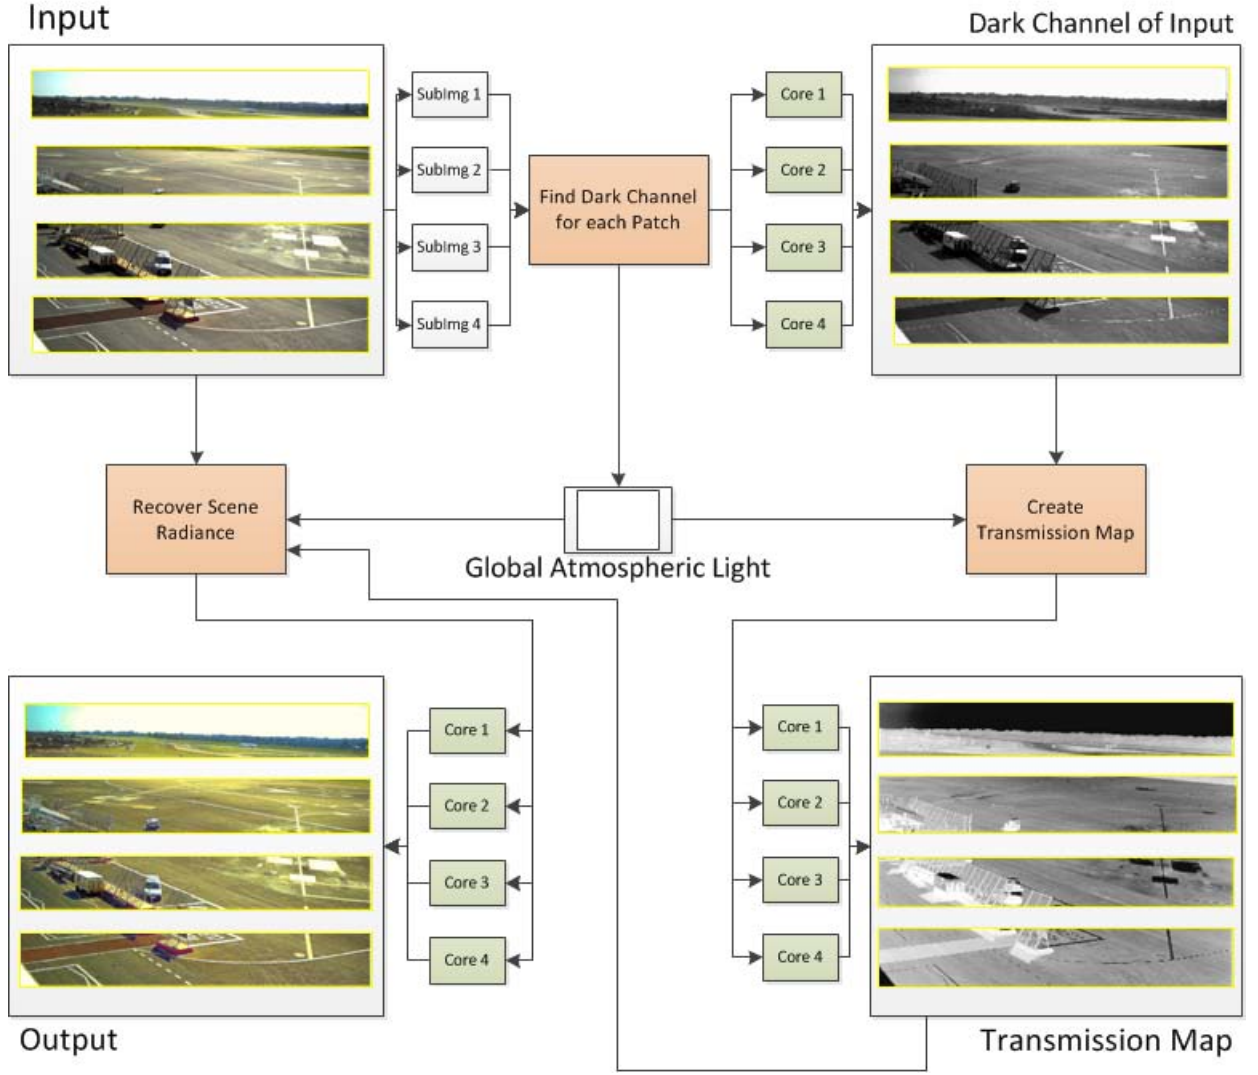 Input
Dark Channel of Input
SubImg 1
SubImg 2
SubImg 3
SubImg 4
Find Dark Channel
for each Patch
Core 1
Core 2
Core 3
Core 4
Recover Scene
Radiance
Global Atmospheric Light
Create
Transmission Map
Core 1
Core 2
Core 3
Core 4
Core 1
Core 2
Core 3
Core 4
Output
Transmission Map